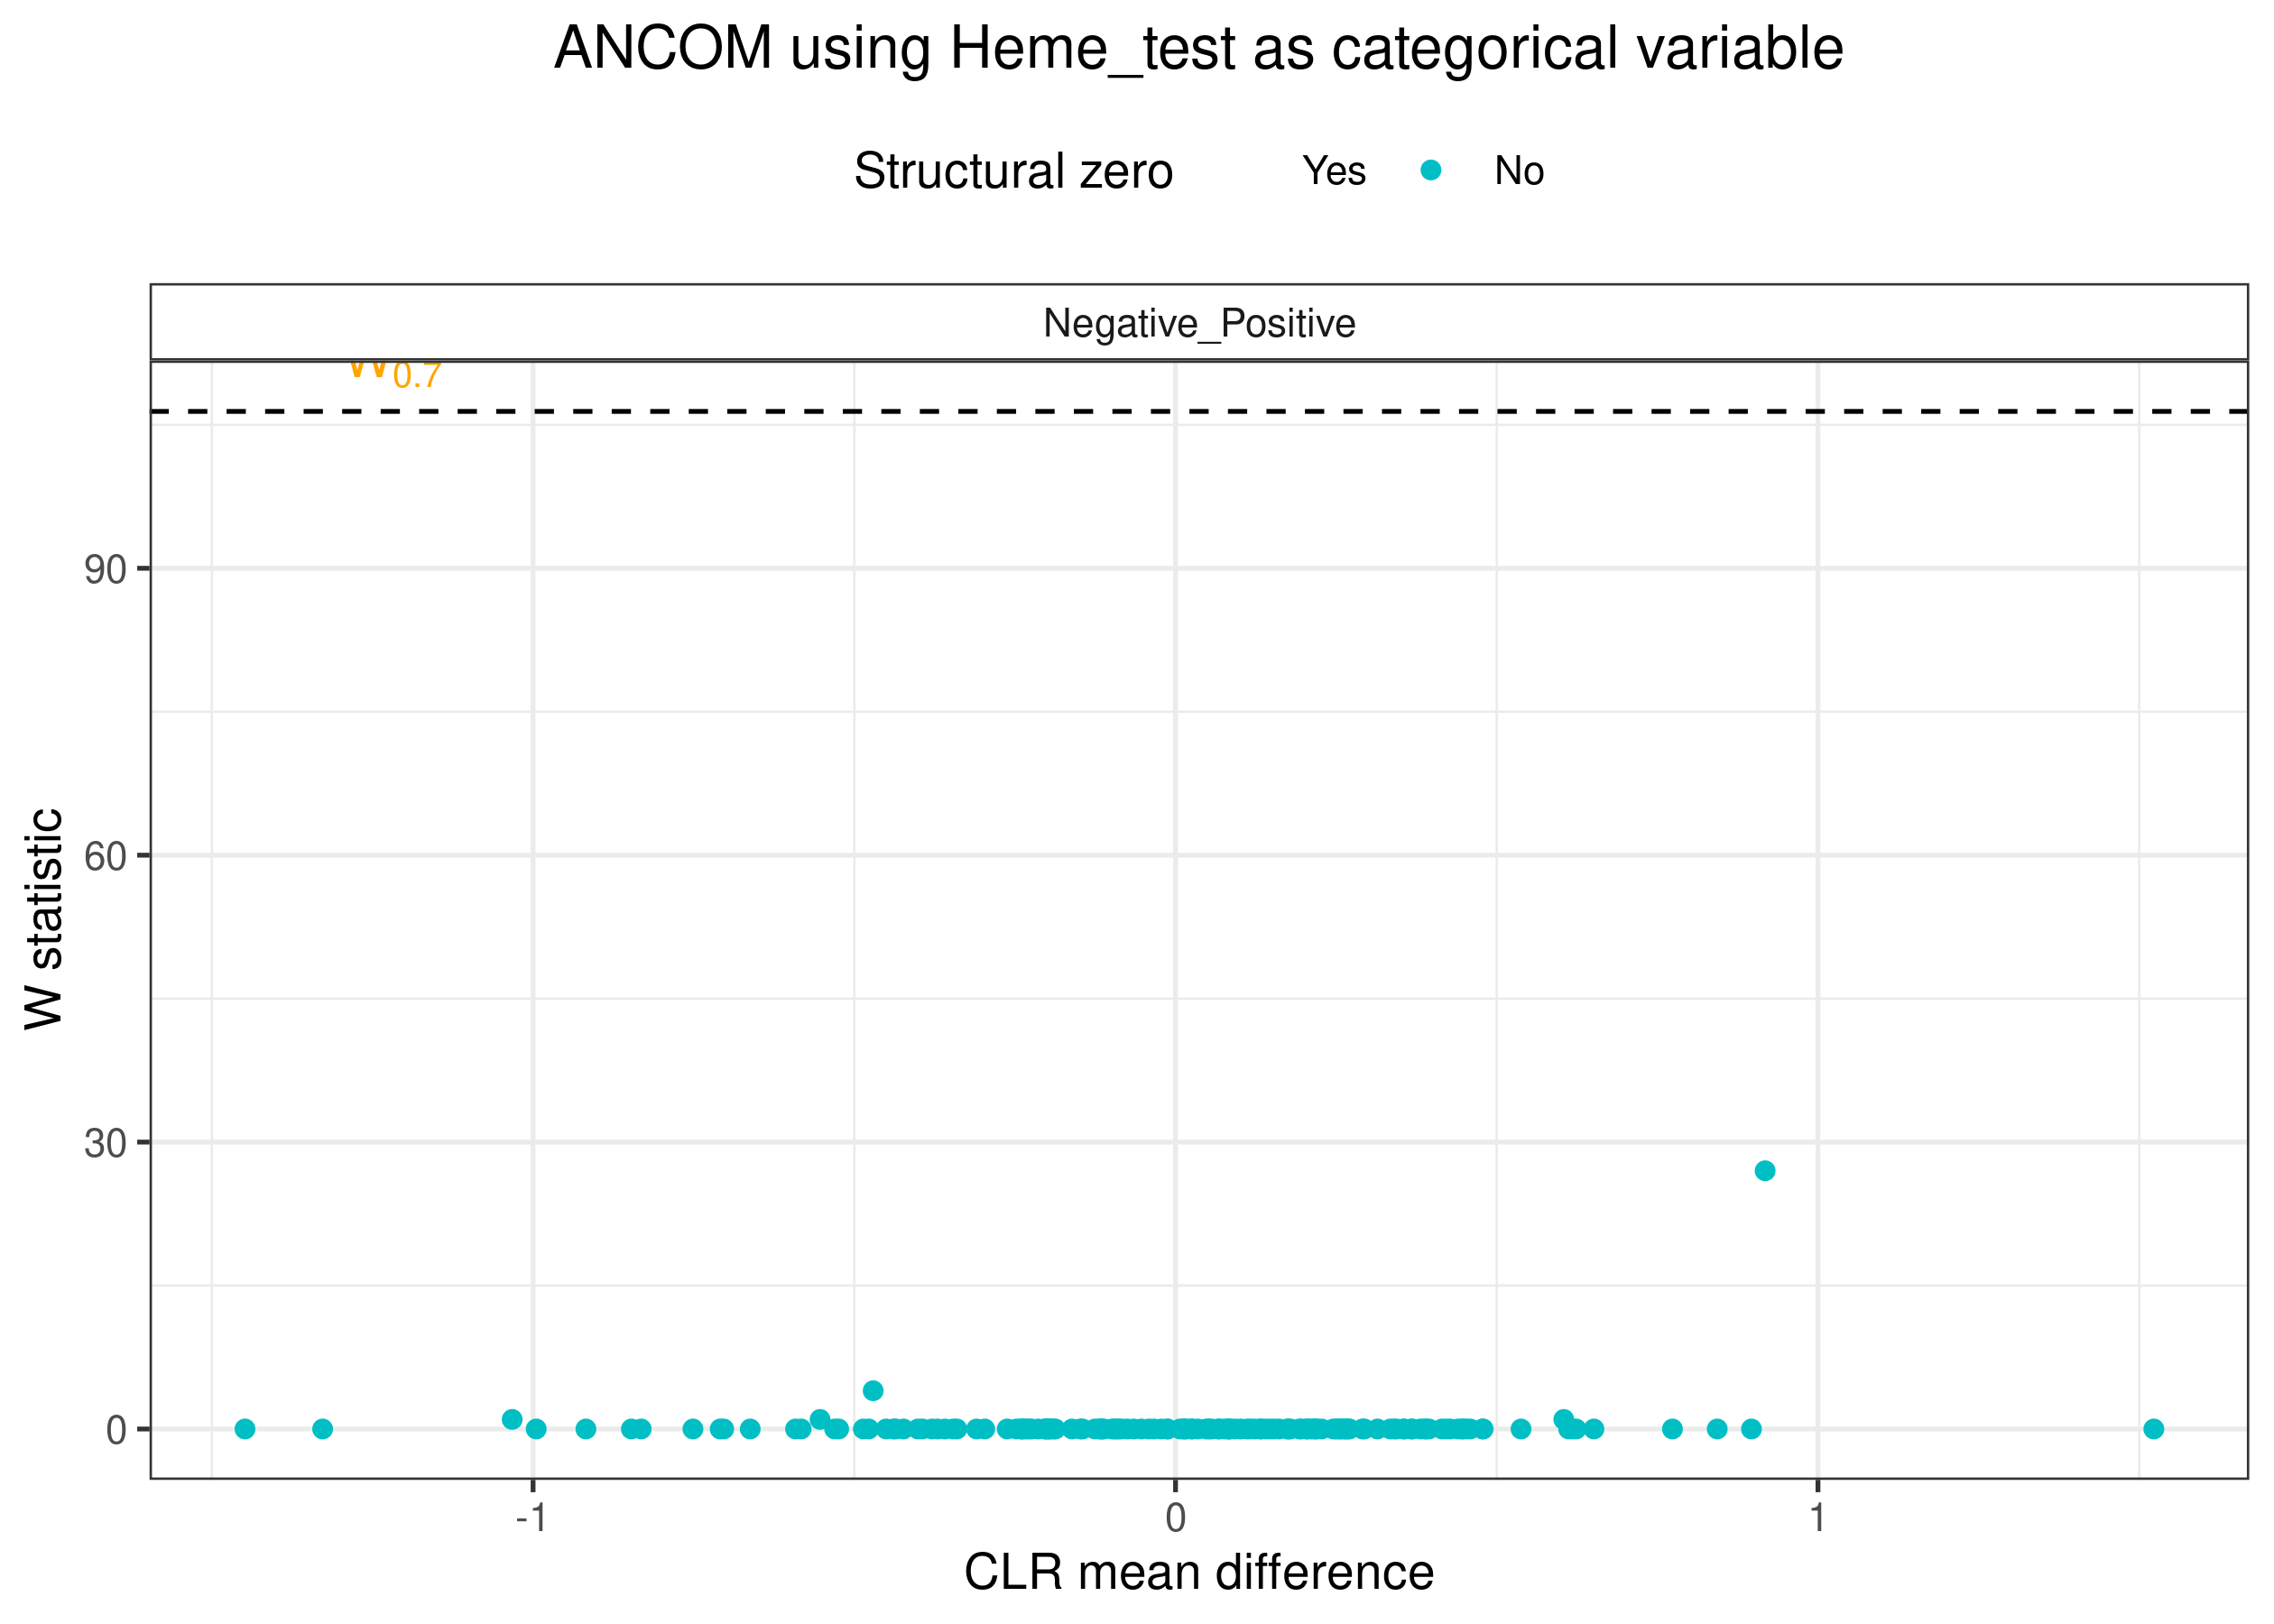 ANCOM using Heme_test as categorical variable
Structural zero Yes No
Negative_Positive
W0.7
90
60
30
0
W statistic
-1 0 1
CLR mean difference